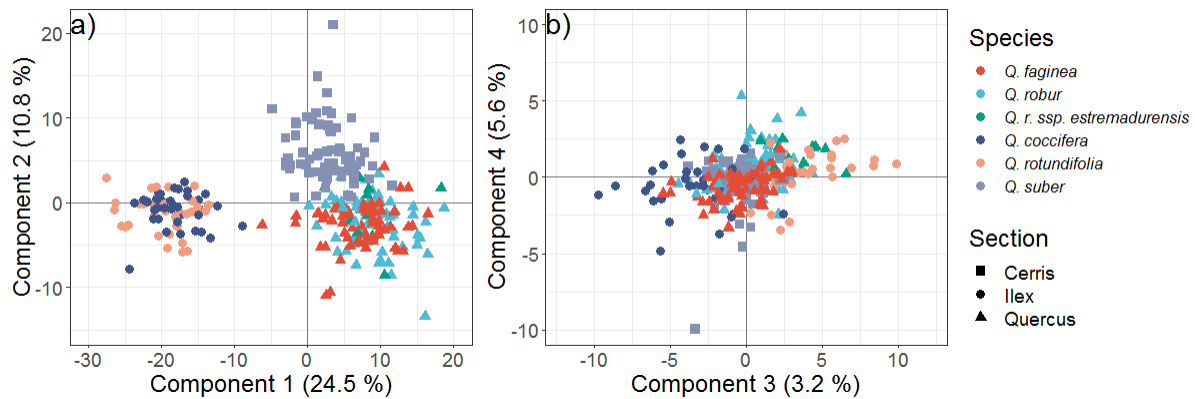 a)
20
10
0
-10
Component 2 (10.8 %)
-30
-20
-10
0
10
20
Component 1 (24.5 %)
b)
10
5
0
-5
-10
Component 4 (5.6 %)
-10
-5
0
5
10
Component 3 (3.2 %)
Species
Q. faginea
Q. robur
Q. r. ssp. estremadurensis
Q. coccifera
Q. rotundifolia
Q. suber
Section
Cerris
Ilex
Quercus